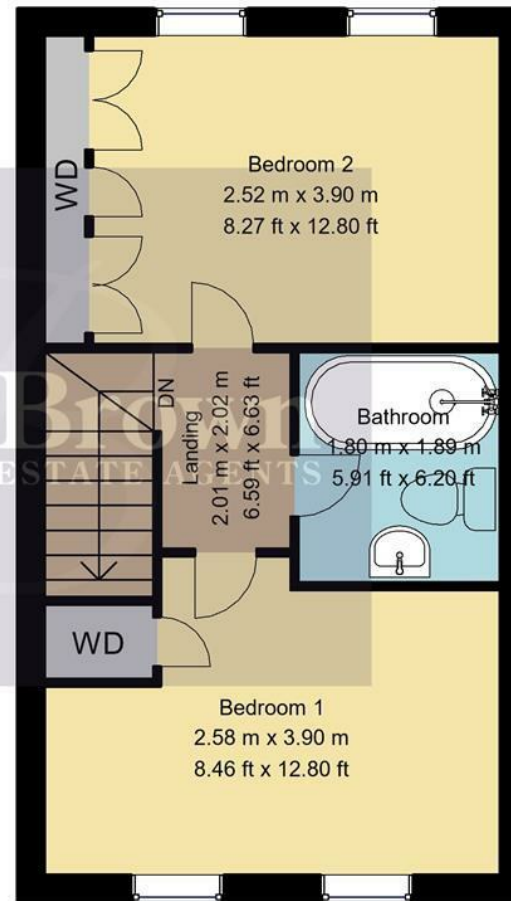 WD
Bedroom 2
2.52 m x 3.90 m
8.27 ft x 12.80 ft
DN
Landing
2.01 m x 2.02 m
6.59 ft x 6.63 ft
Bathroom
1.80 m x 1.89 m
5.91 ft x 6.20 ft
Brown
ESTATE AGENTS
WD
Bedroom 1
2.58 m x 3.90 m
8.46 ft x 12.80 ft